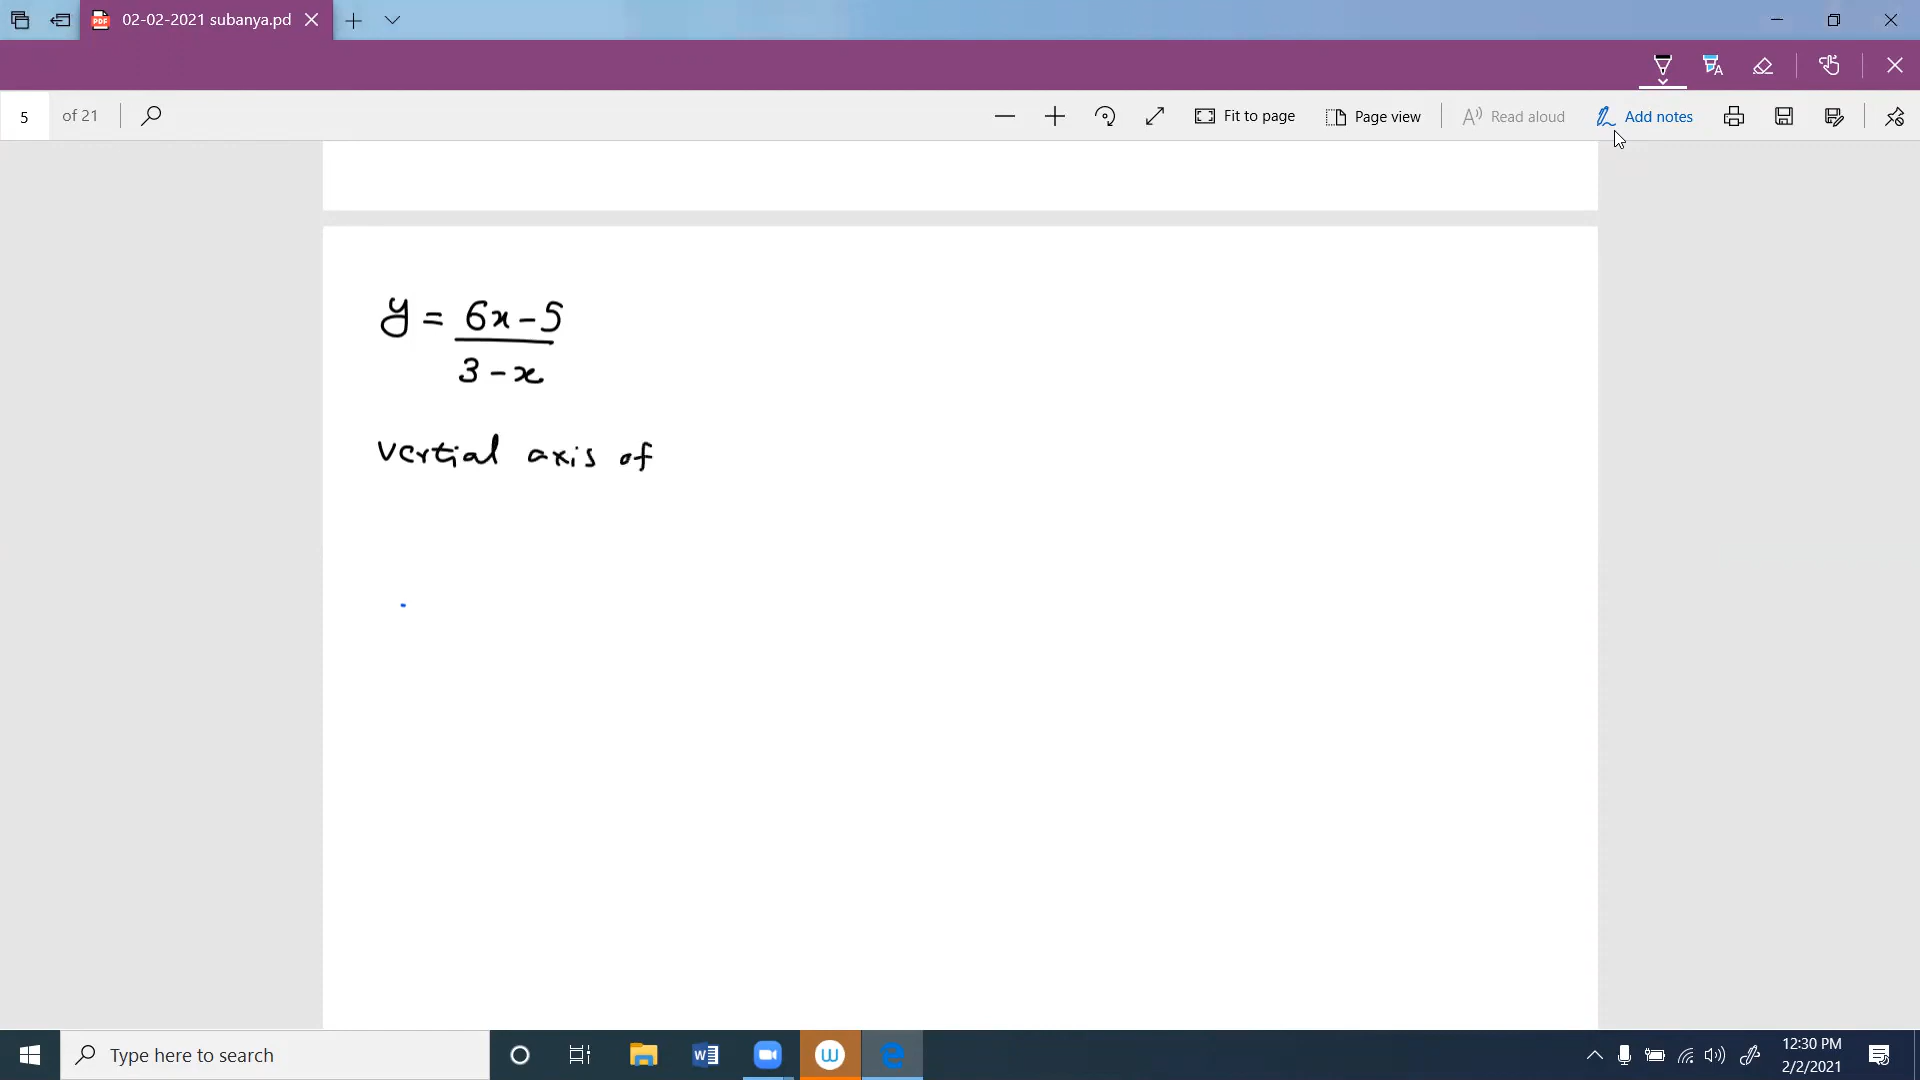 02-02-2021 subanya.pd
5 of 21
Fit to page
Page view
Read aloud
Add notes
y = 6x-5
3-x
vertial axis of
Type here to search
12:30 PM
2/2/2021